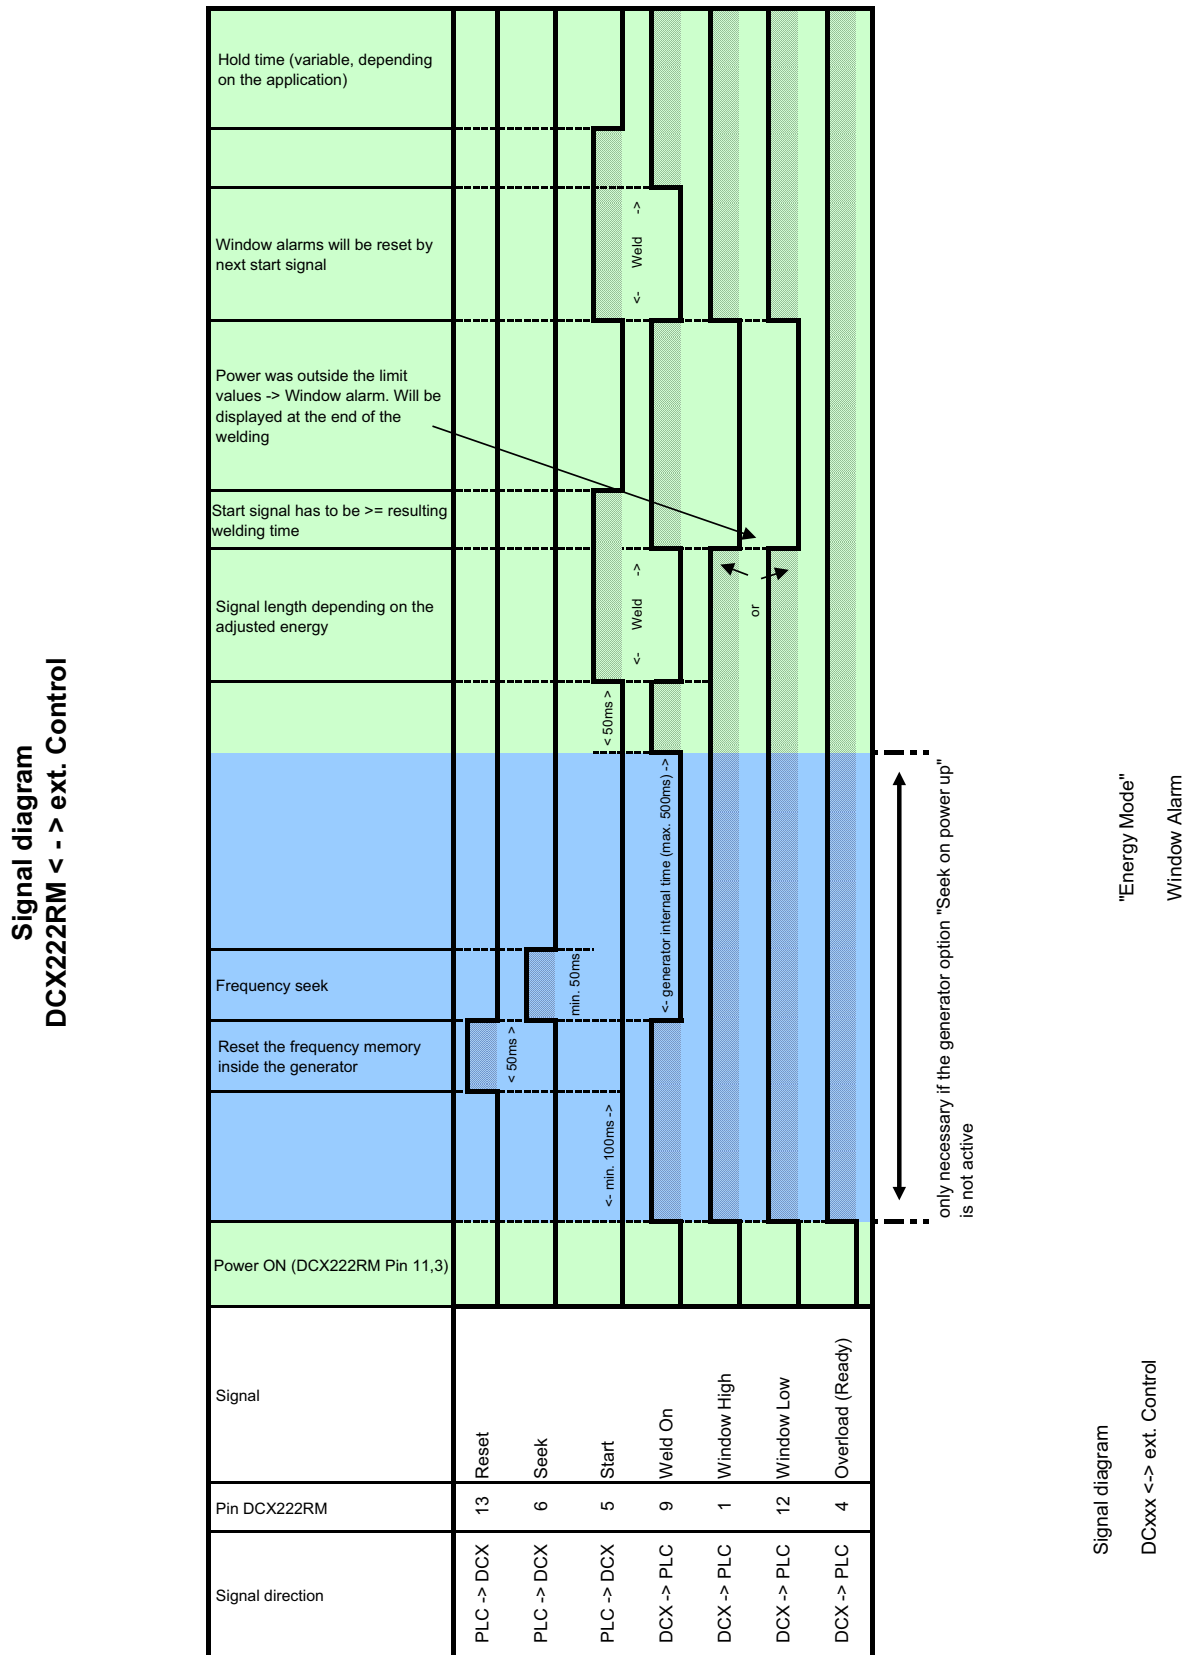 Signal diagram
DCX222RM < - > ext. Control
Hold time (variable, depending
on the application)
Window alarms will be reset by
next start signal
<- Weld ->
Power was outside the limit
values -> Window alarm. Will be
displayed at the end of the
welding
Start signal has to be >= resulting
welding time
Signal length depending on the
adjusted energy
<- Weld ->
or
< 50ms >
<- generator internal time (max. 500ms) ->
Frequency seek
min. 50ms
Reset the frequency memory
inside the generator
< 50ms >
<- min. 100ms ->
only necessary if the generator option "Seek on power up"
is not active
Power ON (DCX222RM Pin 11,3)
Signal
Reset
Seek
Start
Weld On
Window High
Window Low
Overload (Ready)
Pin DCX222RM
13
6
5
9
1
12
4
Signal direction
PLC -> DCX
PLC -> DCX
PLC -> DCX
DCX -> PLC
DCX -> PLC
DCX -> PLC
DCX -> PLC
Signal diagram
DCxxx <-> ext. Control
"Energy Mode"
Window Alarm